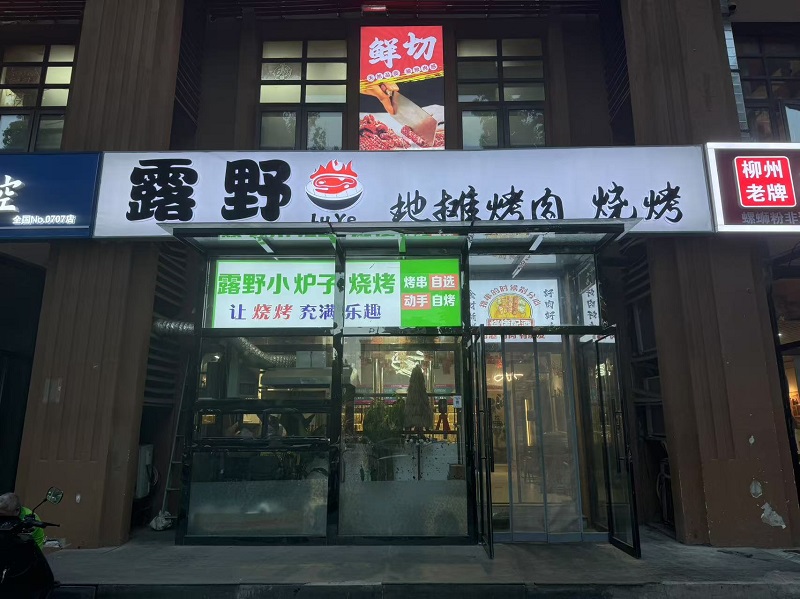 鲜切
露野
Lu Ye
地摊烤肉 烧烤
全国No.0707店
柳州
老牌
螺蛳粉
露野小炉子 烧烤
让烧烤充满乐趣
烤串 自选
动手 自烤